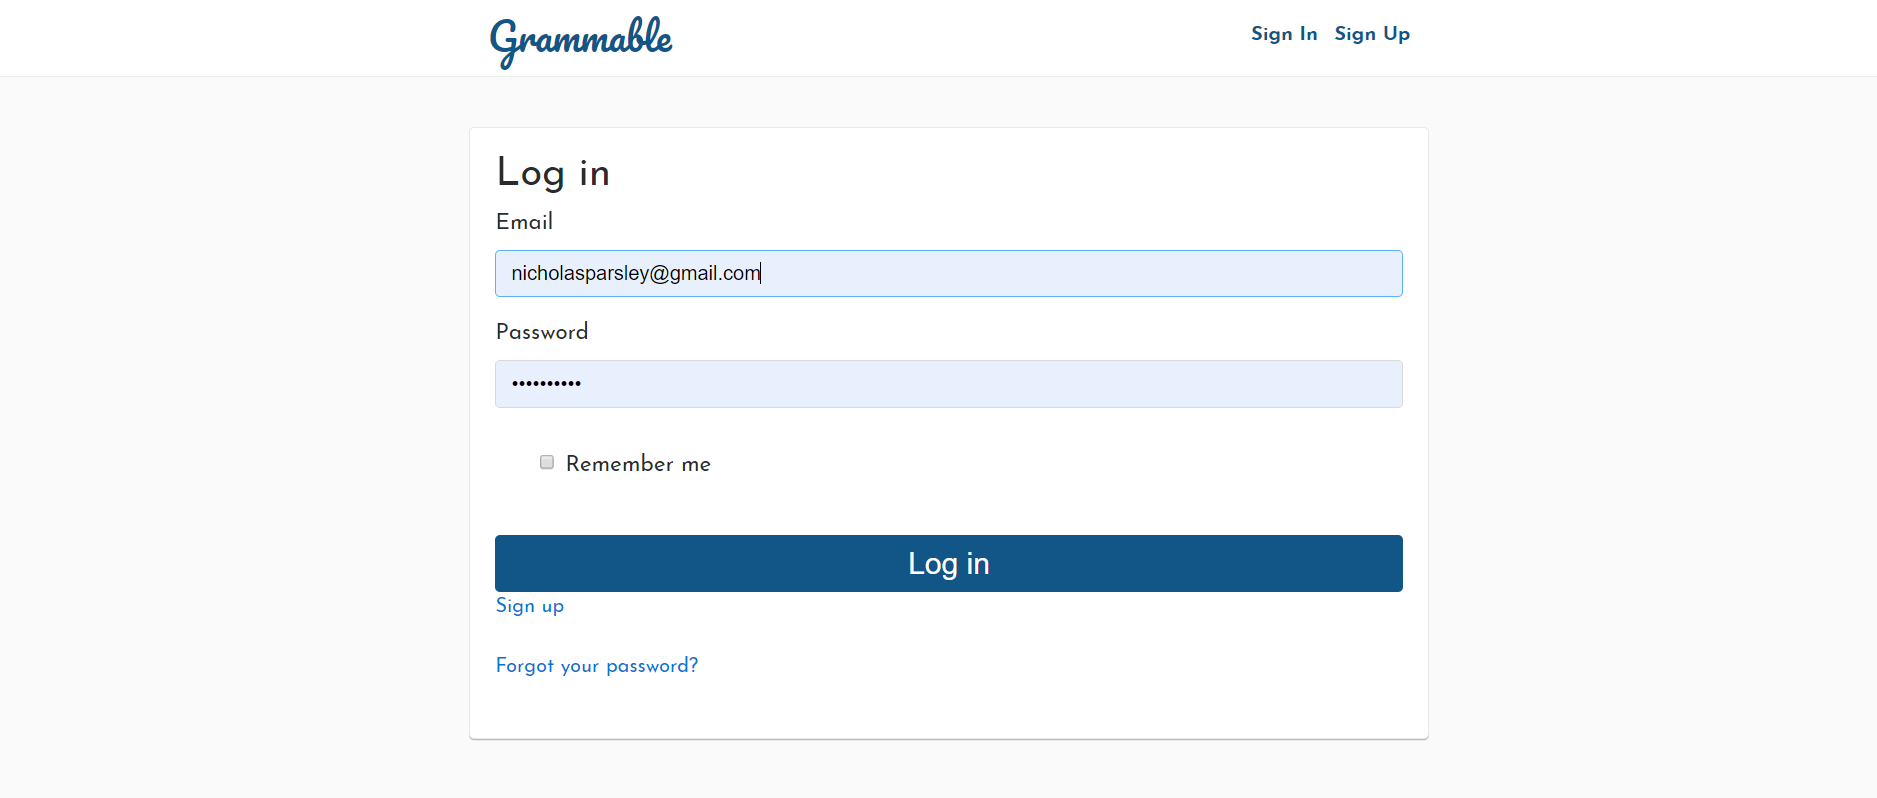 Grammable
Sign In Sign Up
Log in
Email
nicholasparsley@gmail.com
Password
••••••••••
Remember me
Log in
Sign up
Forgot your password?